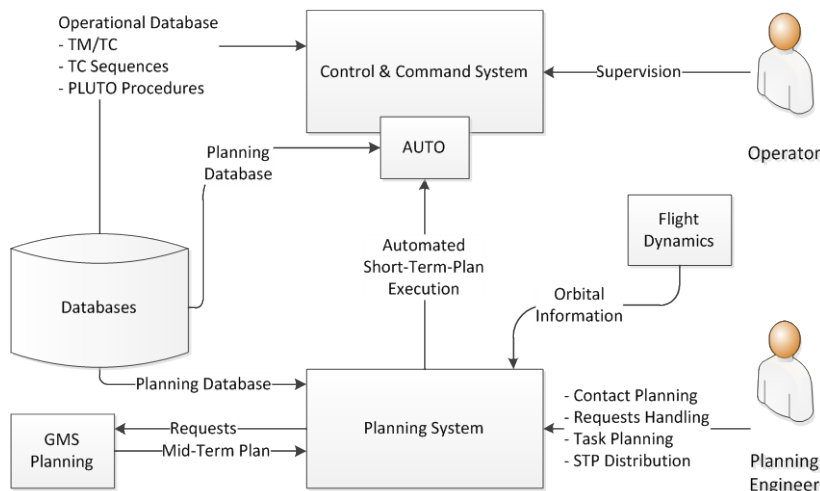 Operational Database
- TM/TC
- TC Sequences
- PLUTO Procedures
Control & Command System
Supervision
Operator
AUTO
Planning
Database
Flight
Dynamics
Automated
Short-Term-Plan
Execution
Orbital
Information
Databases
Planning Database
Planning System
- Contact Planning
- Requests Handling
- Task Planning
- STP Distribution
Planning
Engineer
GMS
Planning
Requests
Mid-Term Plan